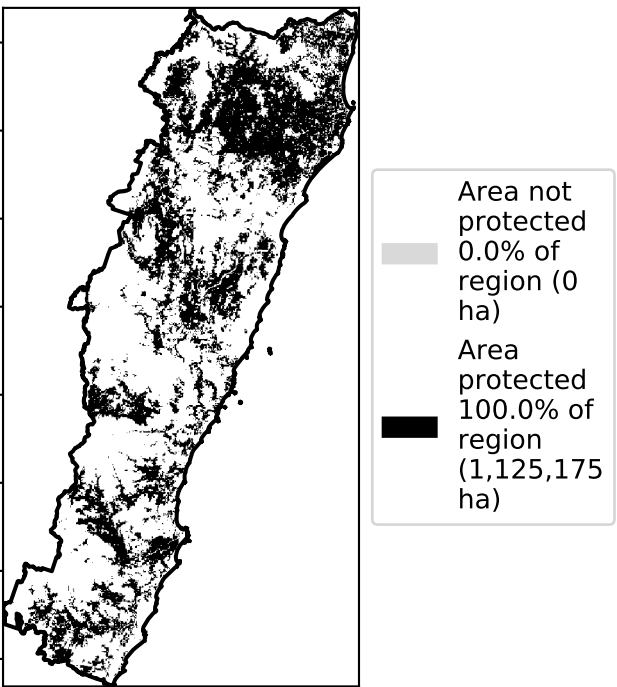 Area not
protected
0.0% of
region (0
ha)
Area
protected
100.0% of
region
(1,125,175
ha)